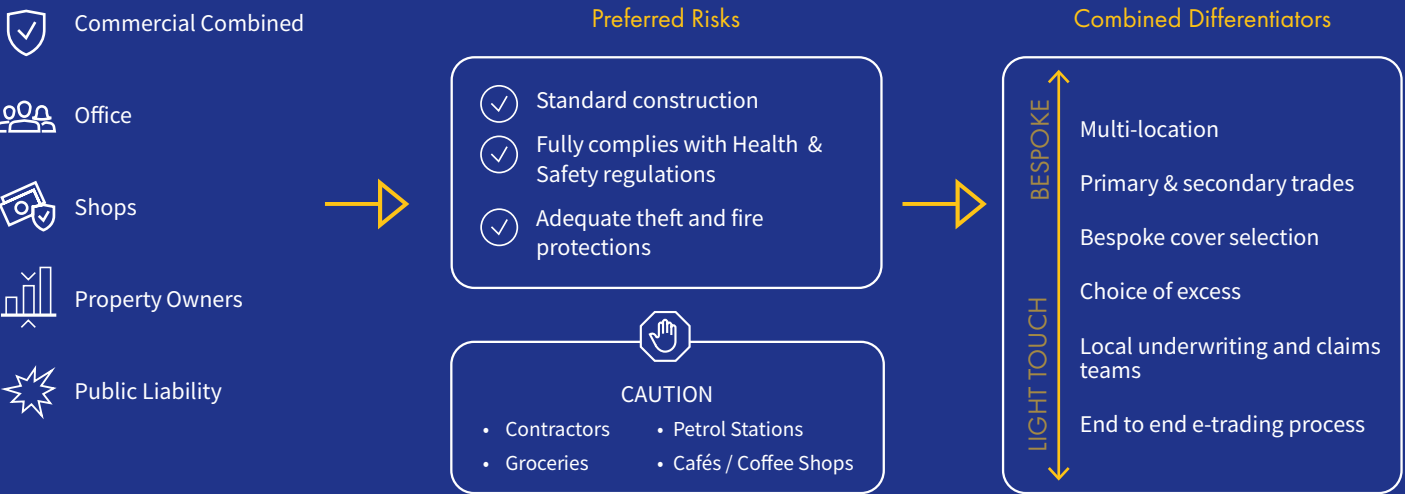 Commercial Combined
Office
Shops
Property Owners
Public Liability
Preferred Risks
Standard construction
Fully complies with Health &
Safety regulations
Adequate theft and fire
protections
CAUTION
• Contractors
• Groceries
• Petrol Stations
• Cafés / Coffee Shops
Combined Differentiators
BESPOKE
LIGHT TOUCH
Multi-location
Primary & secondary trades
Bespoke cover selection
Choice of excess
Local underwriting and claims
teams
End to end e-trading process